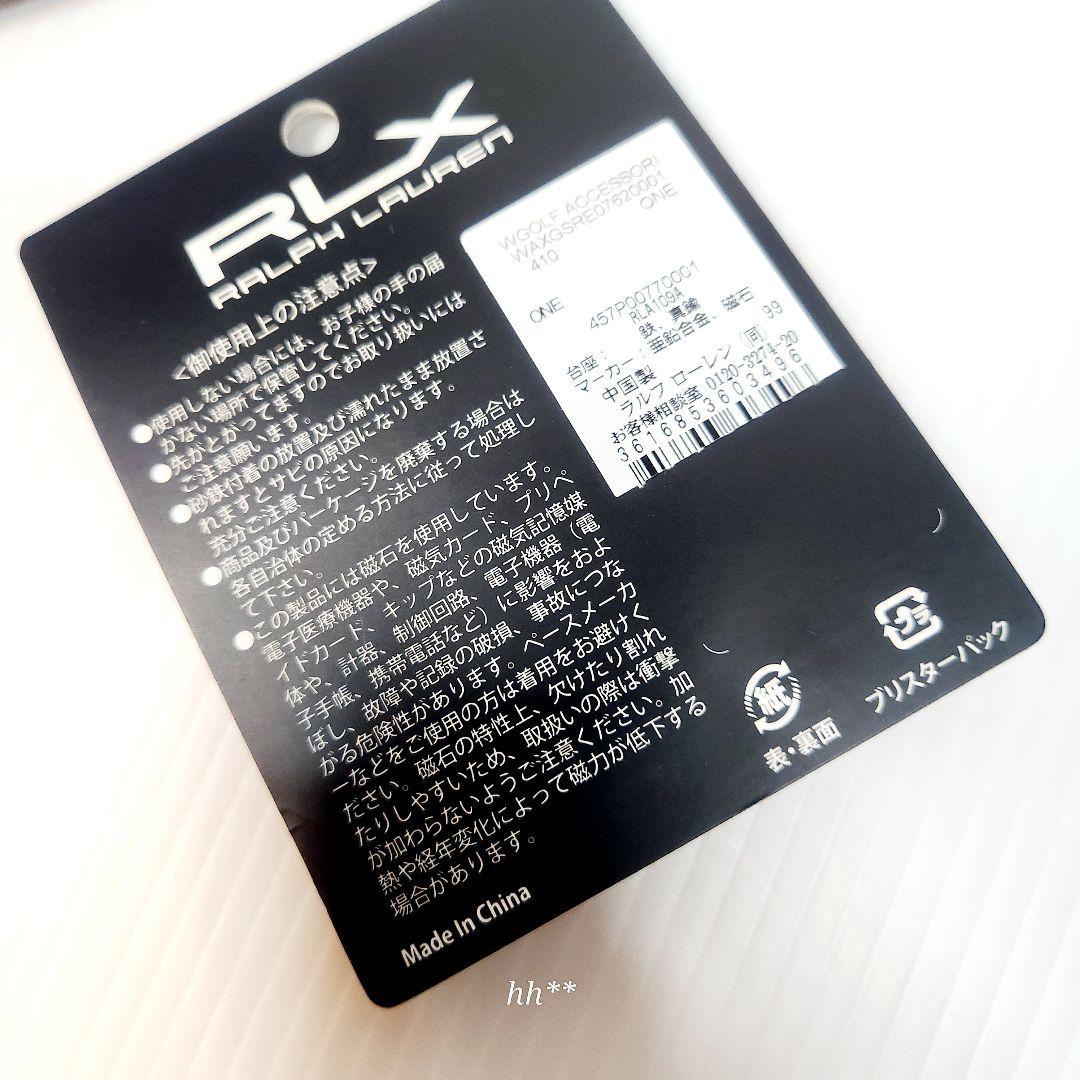 RLX
RALPH LAUREN
<御使用上の注意点>
●使用しない場合には、お子様の手の届
かない場所で保管してください。
●先がとがってますのでお取り扱いには
ご注意願います。
●砂鉄付着の放置及び濡れたまま放置さ
れますとサビの原因になります。
充分ご注意ください。
●商品及びパーケージを廃棄する場合は
各自治体の定める方法に従って処理し
て下さい。
●この製品には磁石を使用しています。
電子医療機器や、磁気カード、プリペ
イドカード、キップなどの磁気記憶媒
体や、計器、制御回路、電子機器（電
子手帳、携帯電話など）に影響をおよ
ぼし、故障や記録の破損、事故につな
がる危険性があります。ペースメーカ
ーなどをご使用の方は着用をお避けく
ださい。磁石の特性上、欠けたり割れ
たりしやすいため、取扱いの際は衝撃
が加わらないようご注意ください。加
熱や経年変化によって磁力が低下する
場合があります。
Made In China
WGOLF ACCESSORI
WAXGSRE07620001
410 ONE
ONE
457P00770001
RLA109A
台座： 鉄、真鍮
マーカー：亜鉛合金、磁石
中国製 99
ラルフ ローレン（同）
お客様相談室 0120-3274-20
3616853603496
紙
表・裏面
プラ
ブリスターパック
hh**